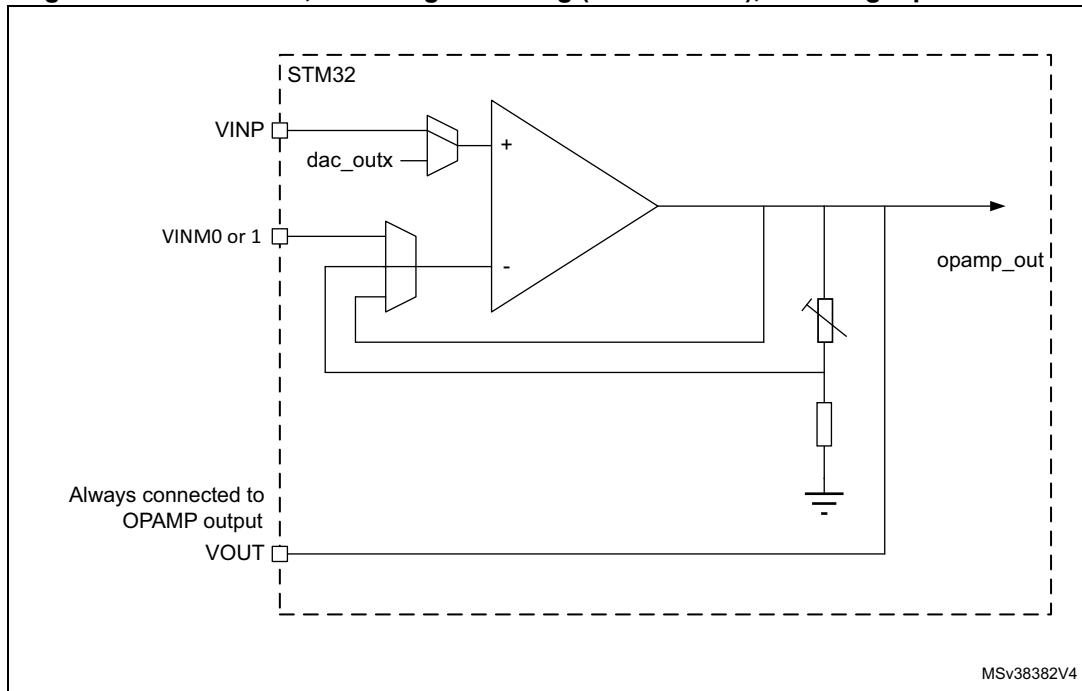 STM32
VINP
+
dac_outx
VINM0 or 1
-
opamp_out
Always connected to
OPAMP output
VOUT
MSv38382V4